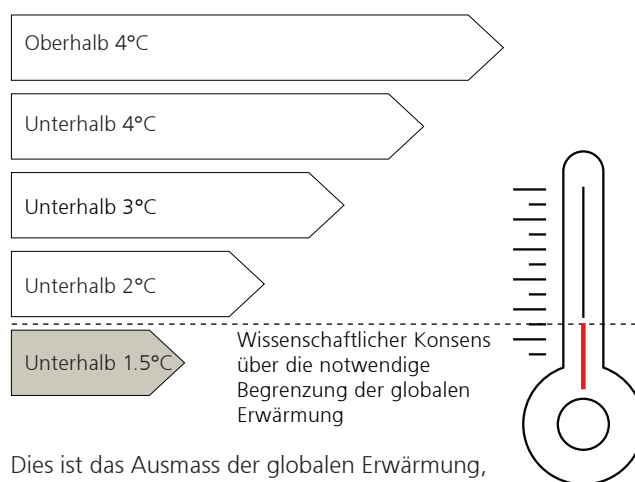 Oberhalb 4°C
Unterhalb 4°C
Unterhalb 3°C
Unterhalb 2°C
Unterhalb 1.5°C
Wissenschaftlicher Konsens
über die notwendige
Begrenzung der globalen
Erwärmung
Dies ist das Ausmass der globalen Erwärmung,